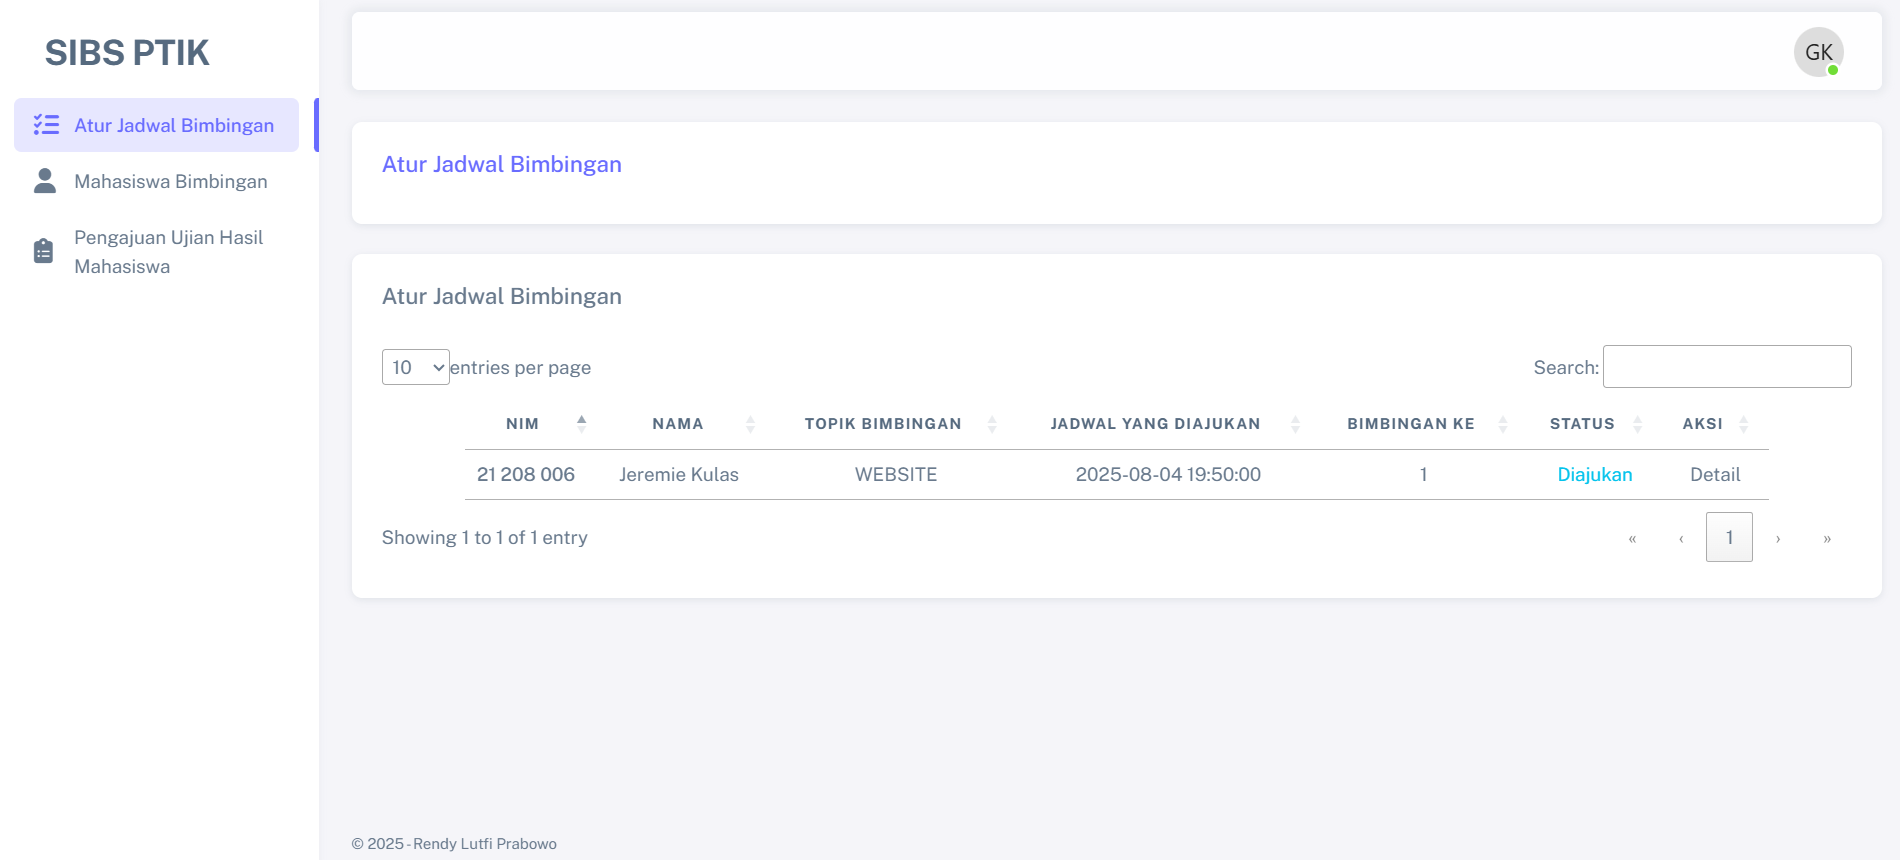 SIBS PTIK
GK
Atur Jadwal Bimbingan
Mahasiswa Bimbingan
Pengajuan Ujian Hasil
Mahasiswa
Atur Jadwal Bimbingan
Atur Jadwal Bimbingan
10 entries per page
Search:
NIM NAMA TOPIK BIMBINGAN JADWAL YANG DIAJUKAN BIMBINGAN KE STATUS AKSI
21 208 006 Jeremie Kulas WEBSITE 2025-08-04 19:50:00 1 Diajukan Detail
Showing 1 to 1 of 1 entry
« ‹ 1 › »
© 2025 - Rendy Lutfi Prabowo